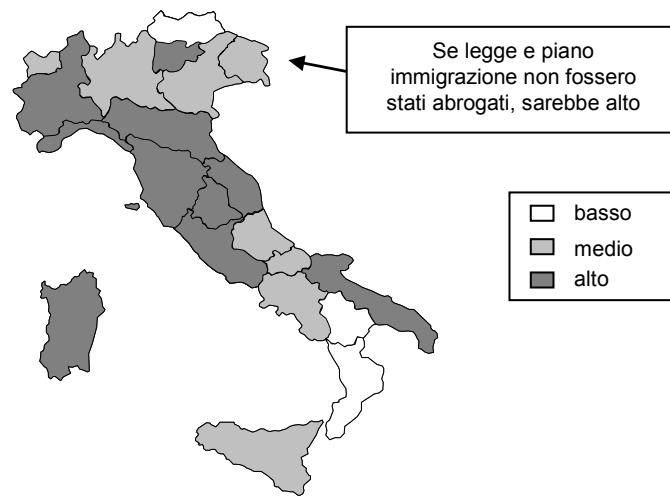 Se legge e piano
immigrazione non fossero
stati abrogati, sarebbe alto
basso
medio
alto